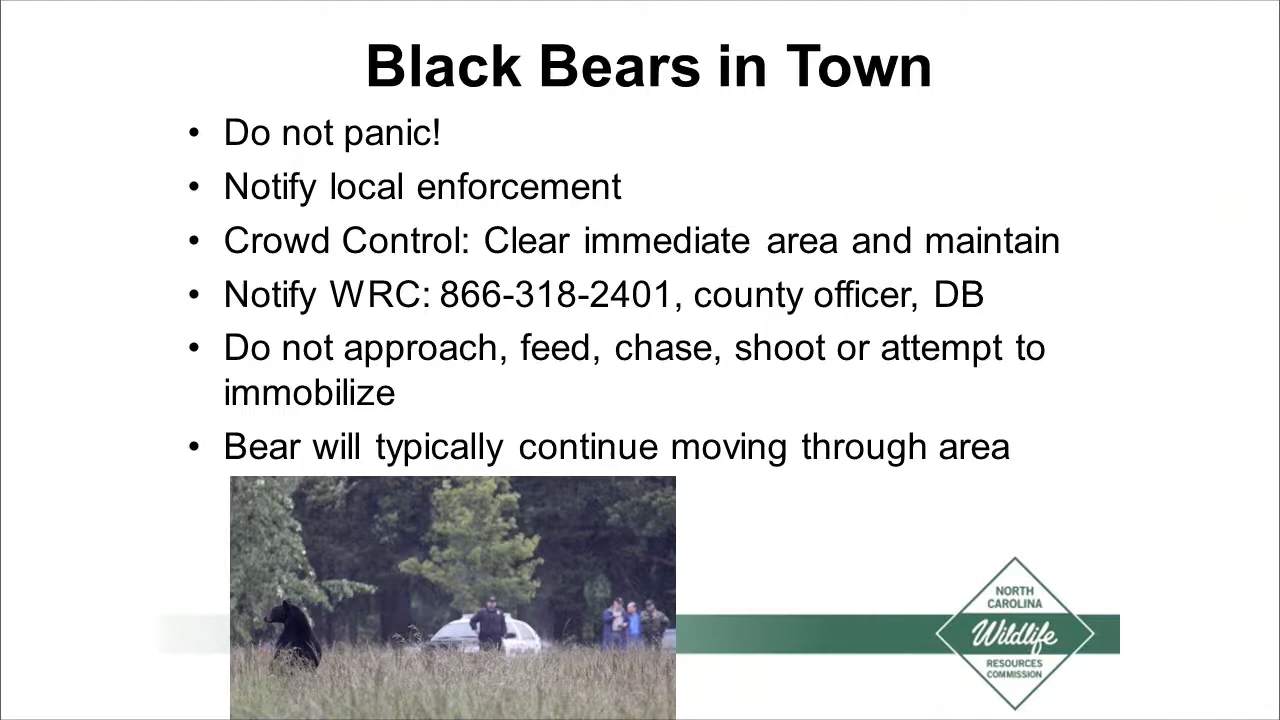 Black Bears in Town
• Do not panic!
• Notify local enforcement
• Crowd Control: Clear immediate area and maintain
• Notify WRC: 866-318-2401, county officer, DB
• Do not approach, feed, chase, shoot or attempt to
immobilize
• Bear will typically continue moving through area
NORTH
CAROLINA
Wildlife
RESOURCES
COMMISSION